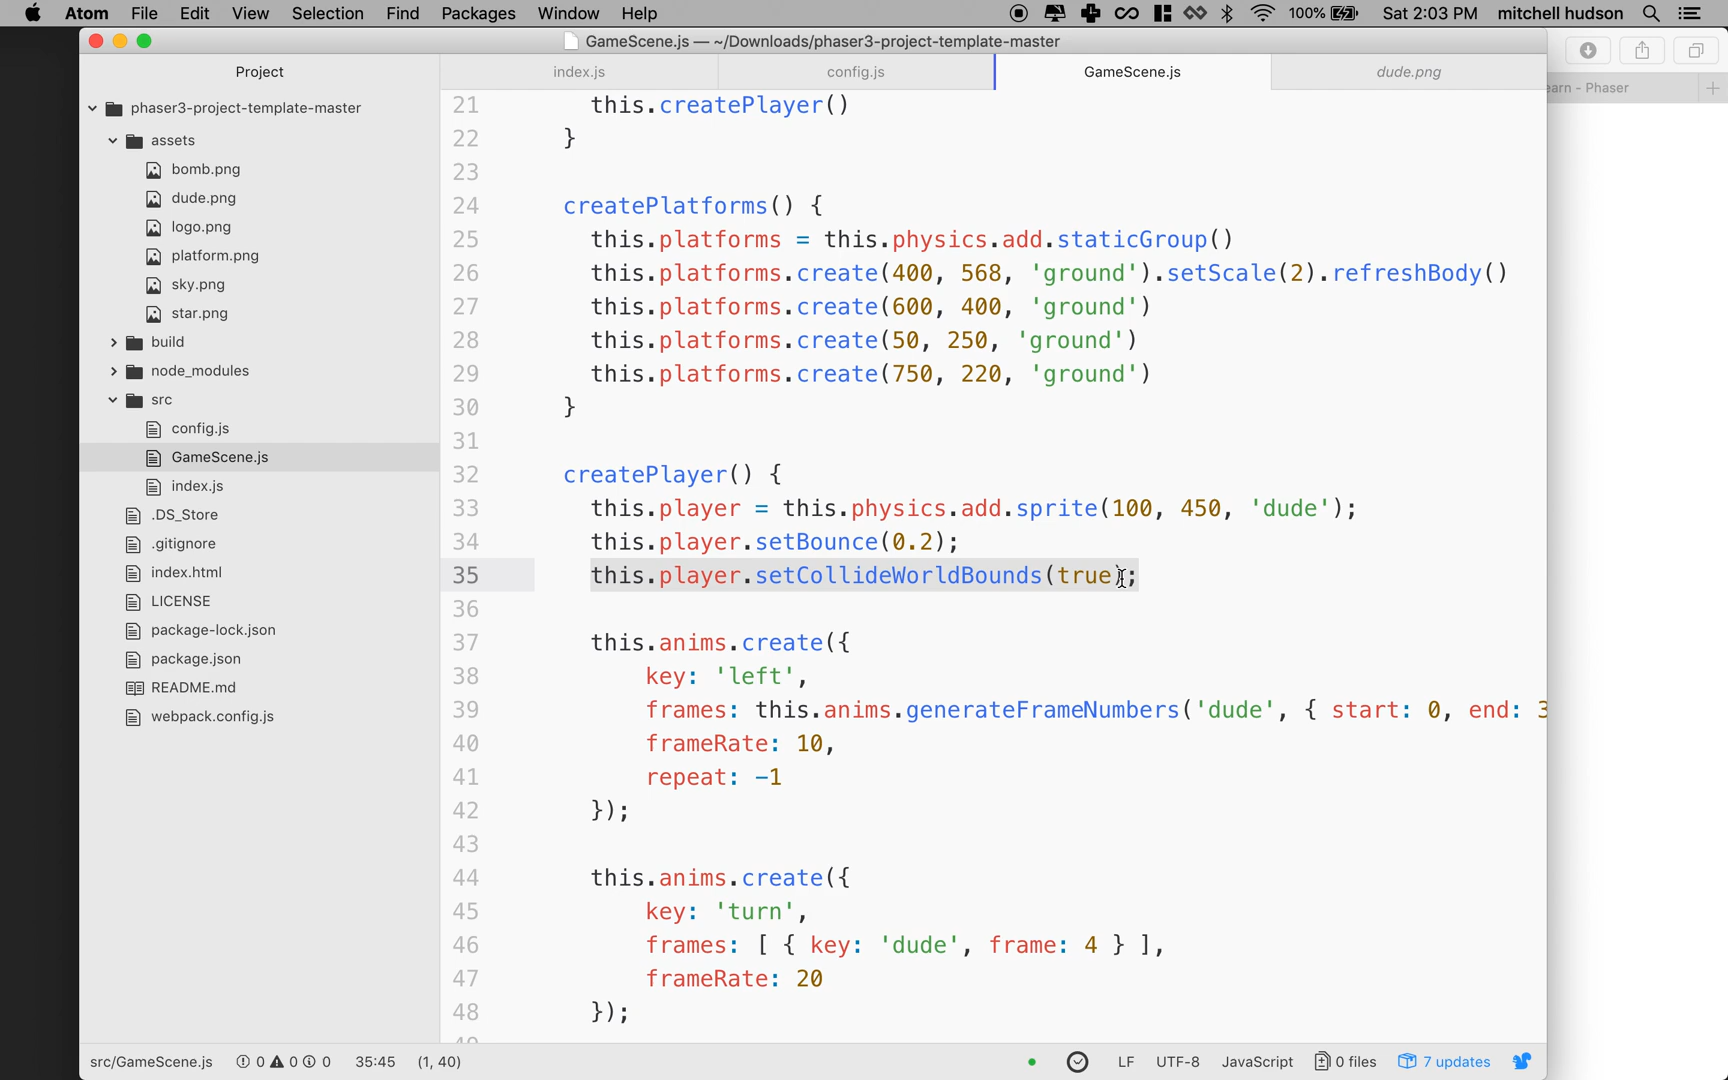 Atom File Edit View Selection Find Packages Window Help 100% Sat 2:03 PM mitchell hudson
GameScene.js — ~/Downloads/phaser3-project-template-master
Project
index.js config.js GameScene.js dude.png
earn - Phaser
phaser3-project-template-master
assets
bomb.png
dude.png
logo.png
platform.png
sky.png
star.png
build
node_modules
src
config.js
GameScene.js
index.js
.DS_Store
.gitignore
index.html
LICENSE
package-lock.json
package.json
README.md
webpack.config.js
21 this.createPlayer()
22 }
23
24 createPlatforms() {
25 this.platforms = this.physics.add.staticGroup()
26 this.platforms.create(400, 568, 'ground').setScale(2).refreshBody()
27 this.platforms.create(600, 400, 'ground')
28 this.platforms.create(50, 250, 'ground')
29 this.platforms.create(750, 220, 'ground')
30 }
31
32 createPlayer() {
33 this.player = this.physics.add.sprite(100, 450, 'dude');
34 this.player.setBounce(0.2);
35 this.player.setCollideWorldBounds(true);
36
37 this.anims.create({
38 key: 'left',
39 frames: this.anims.generateFrameNumbers('dude', { start: 0, end: 3
40 frameRate: 10,
41 repeat: -1
42 });
43
44 this.anims.create({
45 key: 'turn',
46 frames: [ { key: 'dude', frame: 4 } ],
47 frameRate: 20
48 });
src/GameScene.js 0 0 0 35:45 (1, 40) LF UTF-8 JavaScript 0 files 7 updates